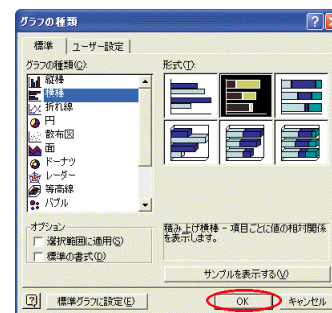 グラフの種類
標準 ユーザー設定
グラフの種類(C): 形式(T):
縦棒
横棒
折れ線
円
散布図
面
ドーナツ
レーダー
等高線
バブル
オプション
選択範囲に適用(S)
標準の書式(D)
積み上げ横棒 - 項目ごとに値の相対関係
を表示します。
サンプルを表示する(V)
標準グラフに設定(E) OK キャンセル